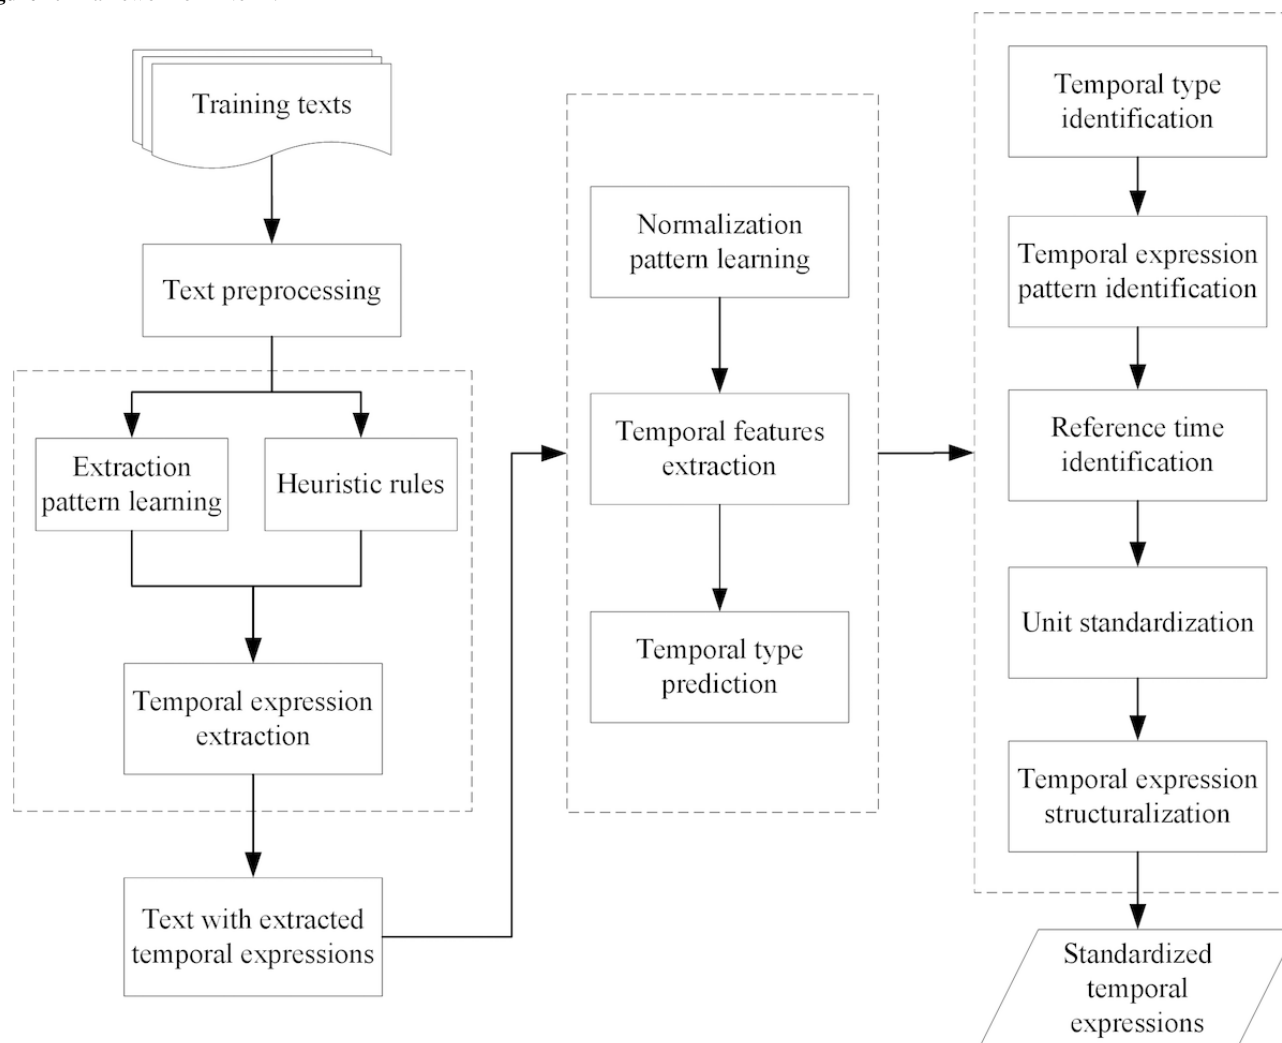 Training texts
Text preprocessing
Extraction
pattern learning
Heuristic rules
Temporal expression
extraction
Text with extracted
temporal expressions
Normalization
pattern learning
Temporal features
extraction
Temporal type
prediction
Temporal type
identification
Temporal expression
pattern identification
Reference time
identification
Unit standardization
Temporal expression
structuralization
Standardized
temporal
expressions